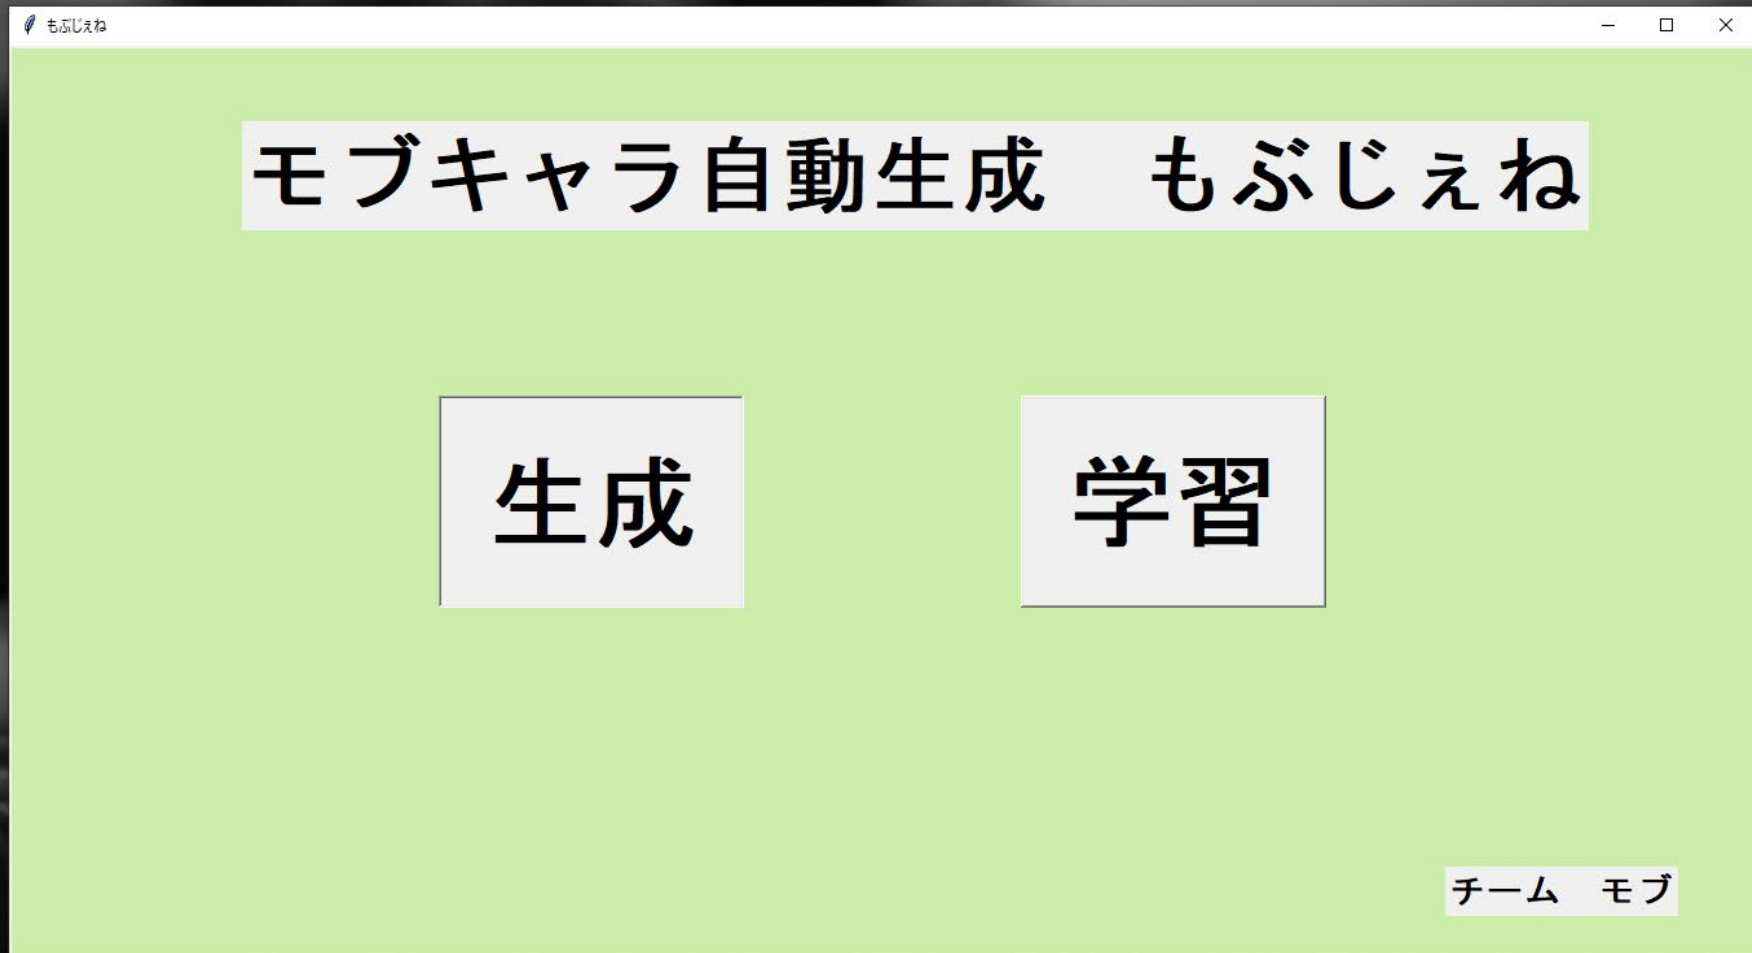 もぶじぇね
モブキャラ自動生成　もぶじぇね
生成
学習
チーム　モブ